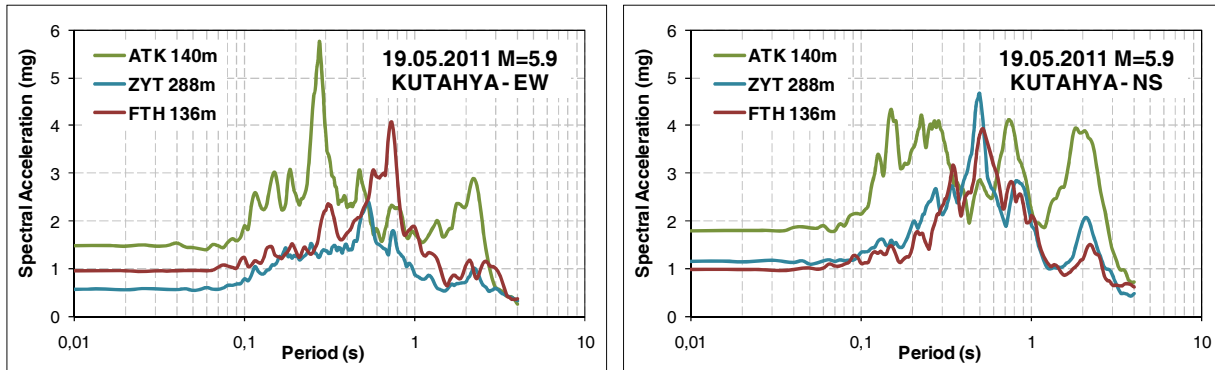 6
5
4
3
2
1
0
0,01
0,1
1
10
Spectral Acceleration (mg)
Period (s)
ATK 140m
ZYT 288m
FTH 136m
19.05.2011 M=5.9
KUTAHYA-EW
6
5
4
3
2
1
0
0,01
0,1
1
10
Spectral Acceleration (mg)
Period (s)
ATK 140m
ZYT 288m
FTH 136m
19.05.2011 M=5.9
KUTAHYA-NS